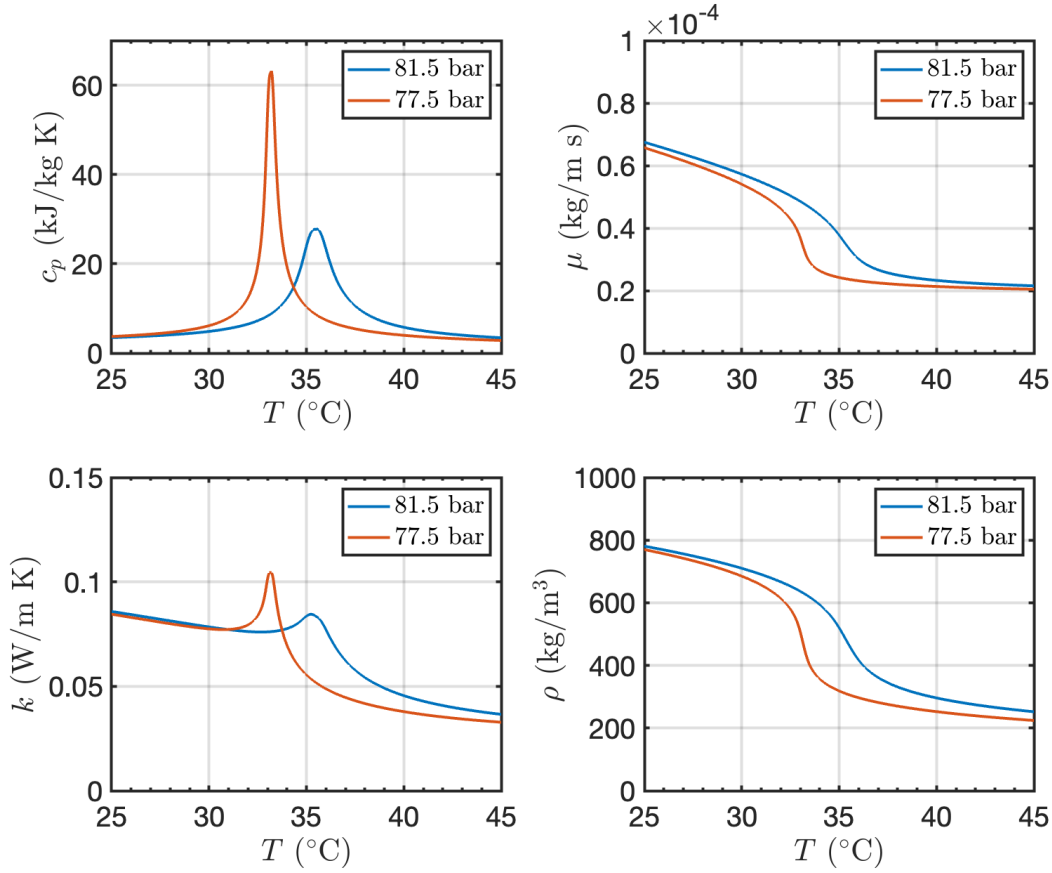 81.5 bar
77.5 bar
c_p (kJ/kg K)
60
40
20
0
25 30 35 40 45
T (°C)
×10⁻⁴
81.5 bar
77.5 bar
μ (kg/m s)
1
0.8
0.6
0.4
0.2
0
25 30 35 40 45
T (°C)
81.5 bar
77.5 bar
k (W/m K)
0.15
0.1
0.05
0
25 30 35 40 45
T (°C)
81.5 bar
77.5 bar
ρ (kg/m³)
1000
800
600
400
200
0
25 30 35 40 45
T (°C)